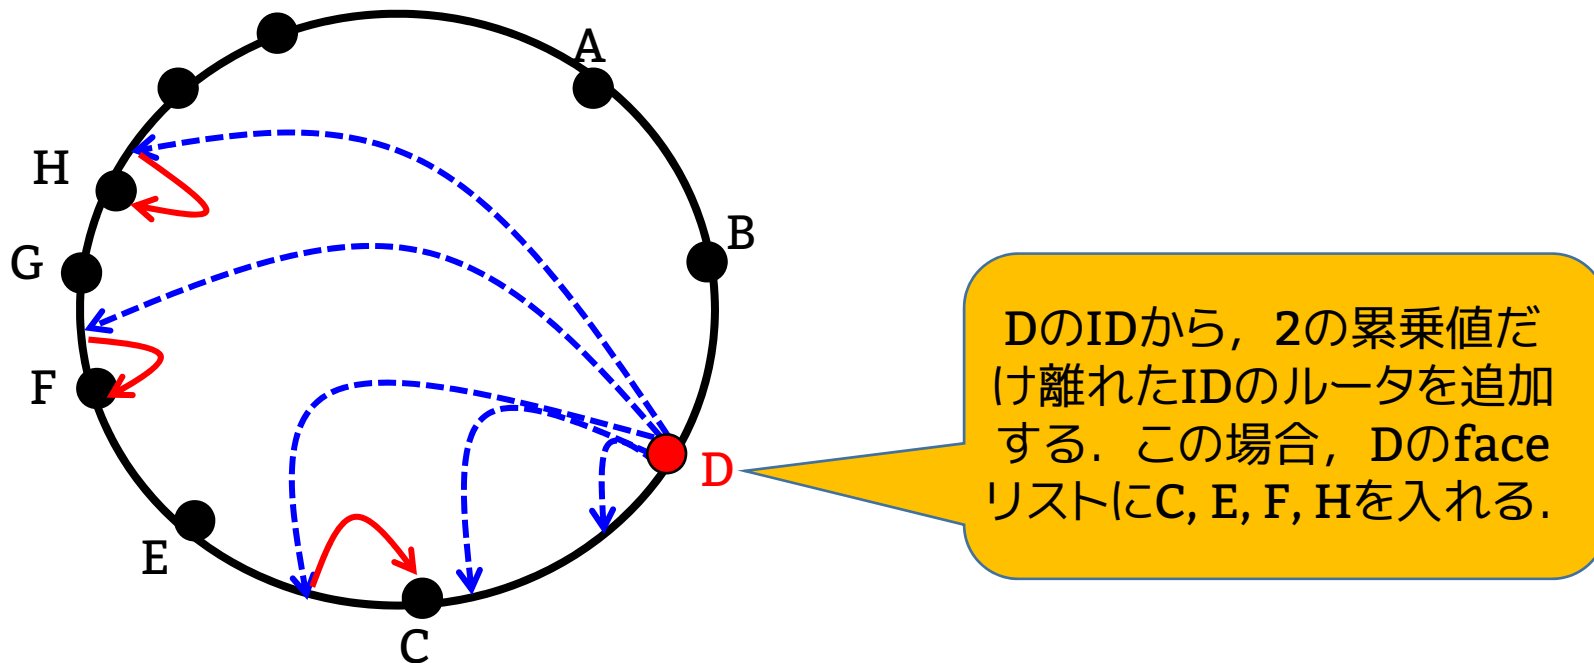 A
H
B
G
F
D
E
C
DのIDから，2の累乗値だ
け離れたIDのルータを追加
する．この場合，Dのface
リストにC, E, F, Hを入れる．